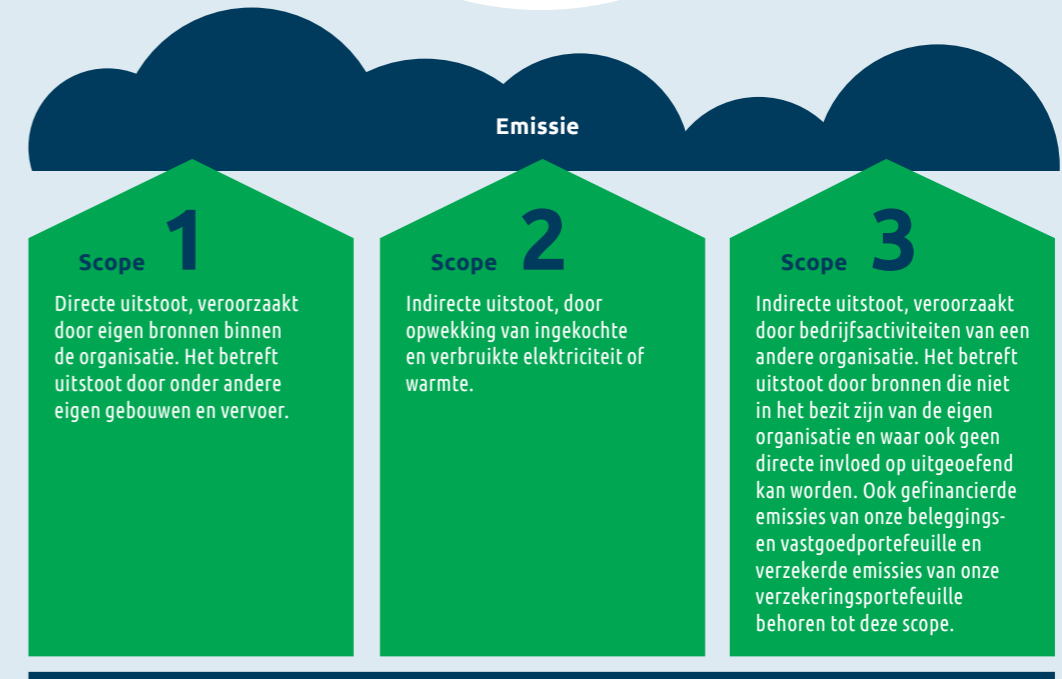 Emissie
Scope 1
Directe uitstoot, veroorzaakt
door eigen bronnen binnen
de organisatie. Het betreft
uitstoot door onder andere
eigen gebouwen en vervoer.
Scope 2
Indirecte uitstoot, door
opwekking van ingekochte
en verbruikte elektriciteit of
warmte.
Scope 3
Indirecte uitstoot, veroorzaakt
door bedrijfsactiviteiten van een
andere organisatie. Het betreft
uitstoot door bronnen die niet
in het bezit zijn van de eigen
organisatie en waar ook geen
directe invloed op uitgeoefend
kan worden. Ook gefinancierde
emissies van onze beleggings-
en vastgoedportefeuille en
verzekerde emissies van onze
verzekeringsportefeuille
behoren tot deze scope.